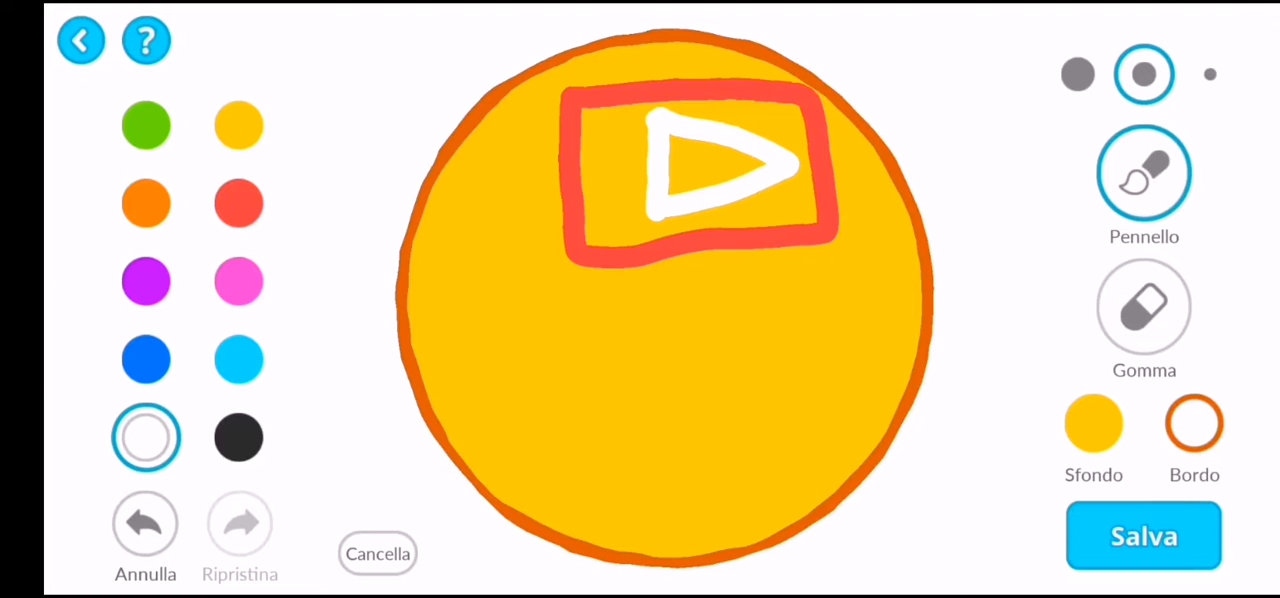 ?
Pennello
Gomma
Sfondo
Bordo
Salva
Cancella
Annulla
Ripristina